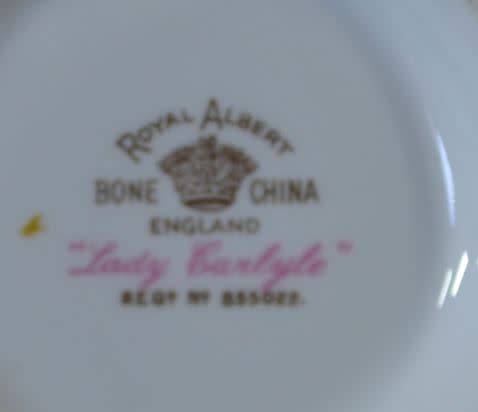 ROYAL ALBERT
BONE CHINA
ENGLAND
"Lady Carlyle"
REGD Nº 855022.